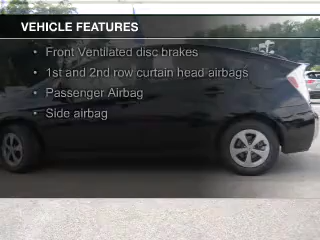 VEHICLE FEATURES
• Front Ventilated disc brakes
• 1st and 2nd row curtain head airbags
• Passenger Airbag
• Side airbag